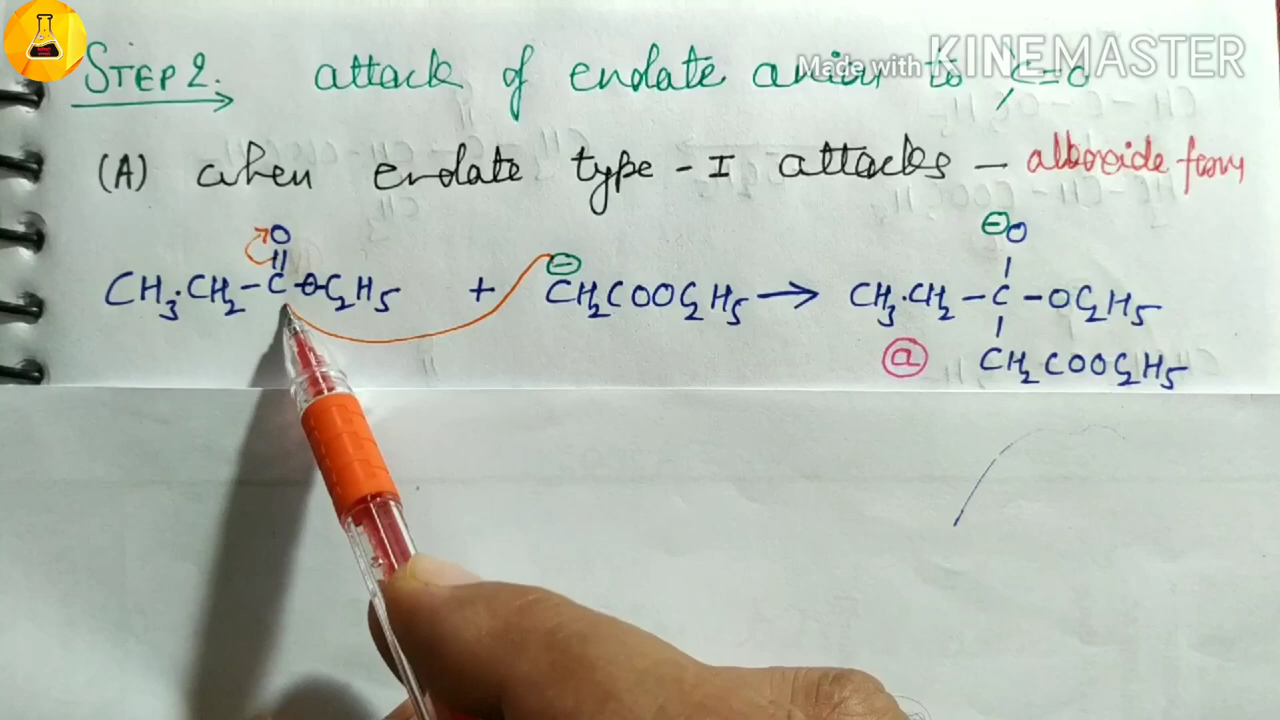 STEP 2. attack of enolate anion to C=O
Made with KINEMASTER
(A) when enolate type - I attacks - alkoxide form
O ⊖O
CH3.CH2-C-O-C2H5 + ⊖CH2COOC2H5 → CH3.CH2-C-OC2H5
a CH2COOC2H5